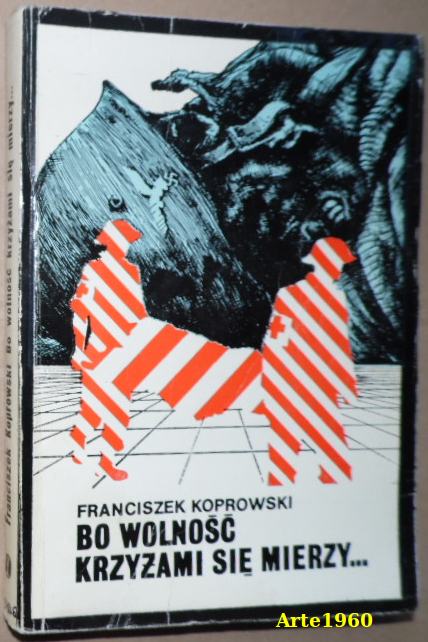 FRANCISZEK KOPROWSKI
BO WOLNOŚĆ
KRZYŻAMI SIĘ MIERZY...
Franciszek Koprowski Bo wolność krzyżami się mierzy...
Arte1960